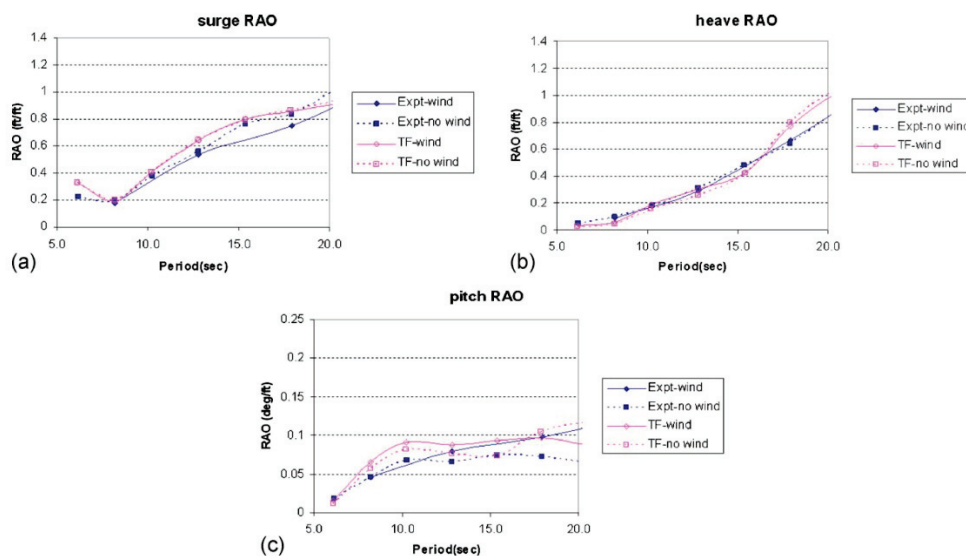 surge RAO
1.4
1.2
1
0.8
0.6
0.4
0.2
0
RAO (ft/ft)
5.0 10.0 15.0 20.0
Period(sec)
Expt-wind
Expt-no wind
TF-wind
TF-no wind
(a)
heave RAO
1.4
1.2
1
0.8
0.6
0.4
0.2
0
RAO (ft/ft)
5.0 10.0 15.0 20.0
Period(sec)
Expt-wind
Expt-no wind
TF-wind
TF-no wind
(b)
pitch RAO
0.25
0.2
0.15
0.1
0.05
0
RAO (deg/ft)
5.0 10.0 15.0 20.0
Period(sec)
Expt-wind
Expt-no wind
TF-wind
TF-no wind
(c)